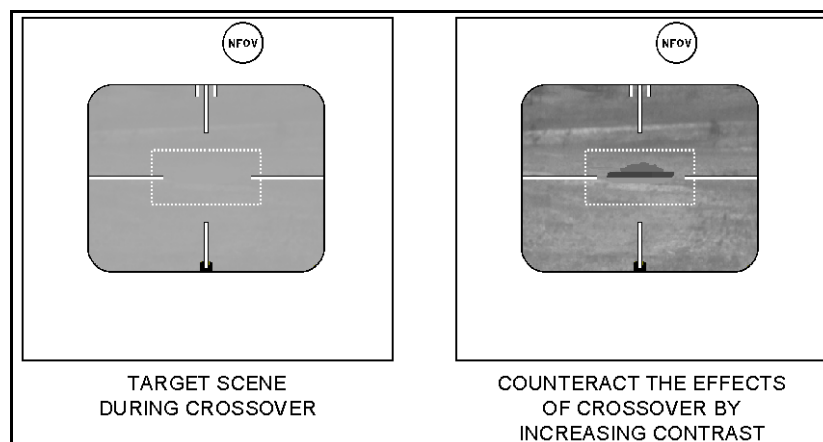 NFOV
NFOV
TARGET SCENE
DURING CROSSOVER
COUNTERACT THE EFFECTS
OF CROSSOVER BY
INCREASING CONTRAST